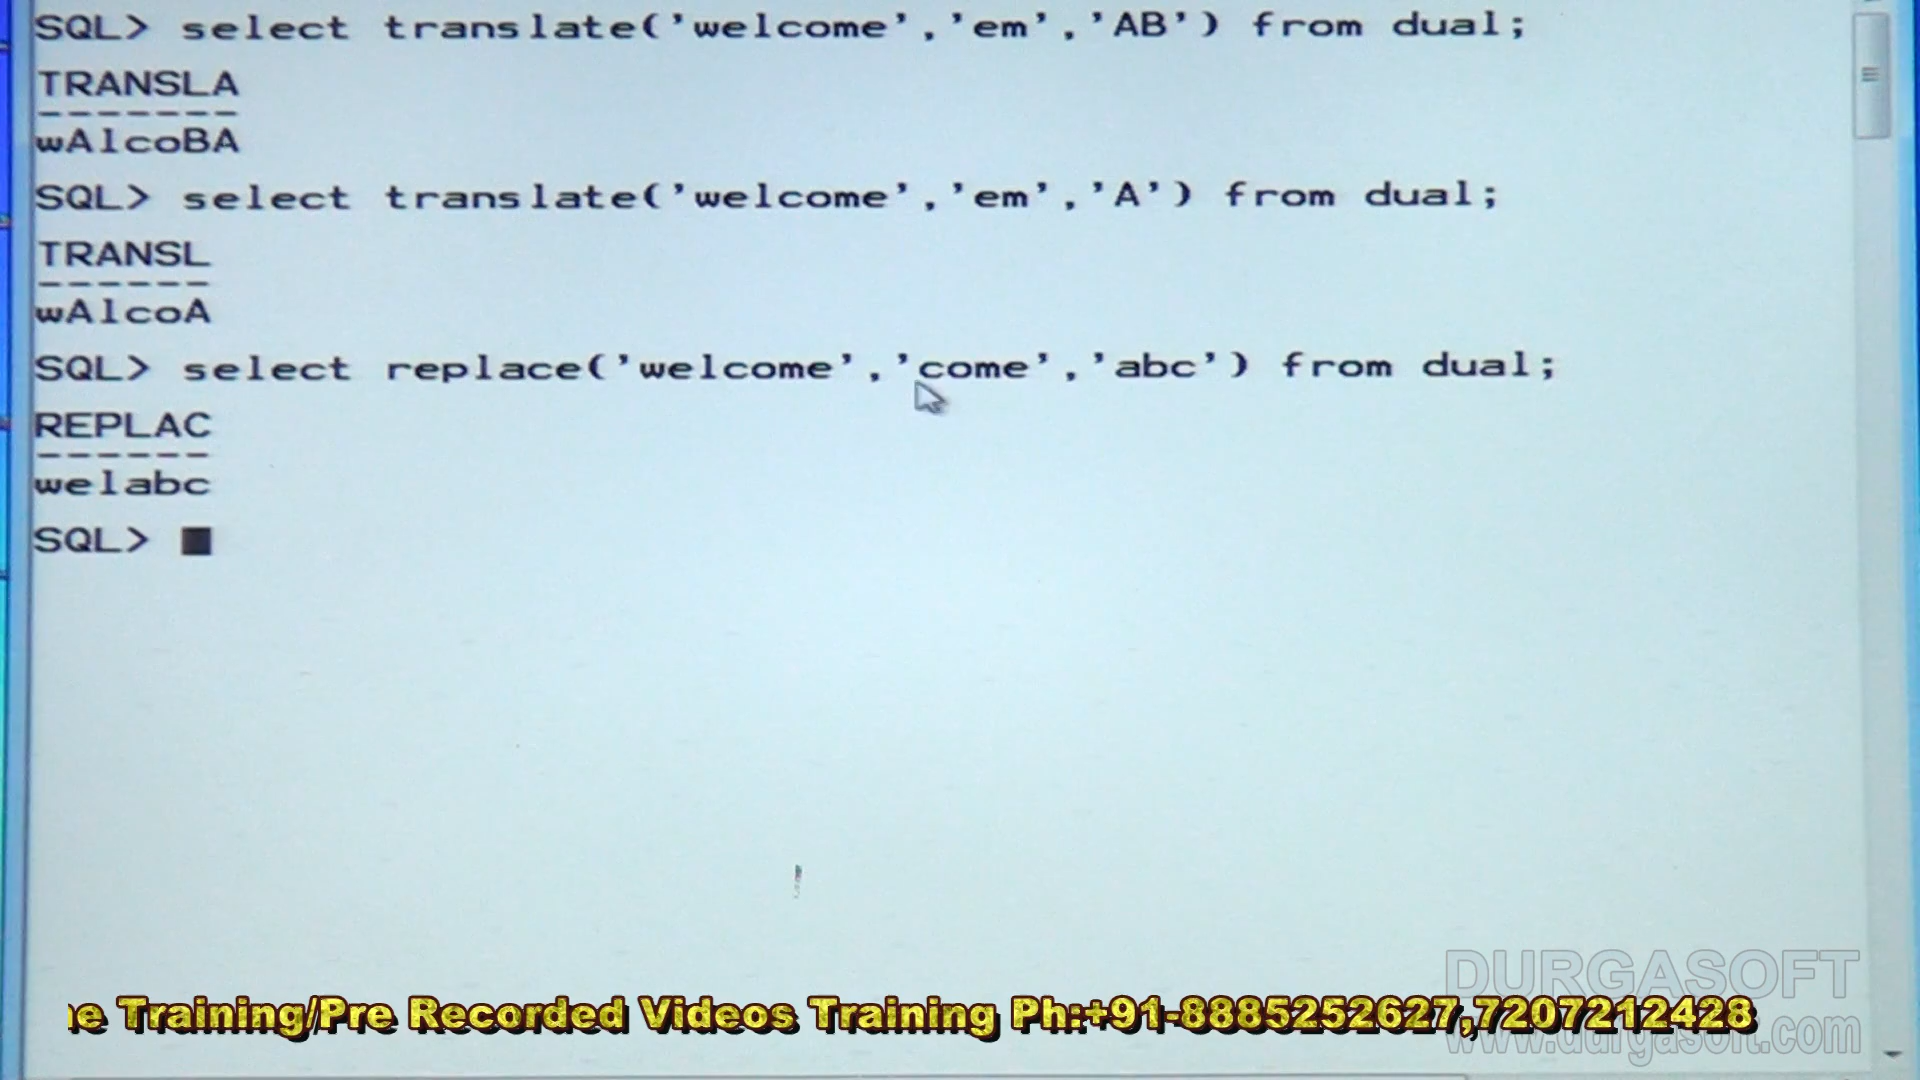 SQL> select translate('welcome','em','AB') from dual;
TRANSLA
-------
wAlcoBA
SQL> select translate('welcome','em','A') from dual;
TRANSL
------
wAlcoA
SQL> select replace('welcome','come','abc') from dual;
REPLAC
------
welabc
SQL>
DURGASOFT
ne Training/Pre Recorded Videos Training Ph:+91-8885252627,7207212428
www.durgasoft.com